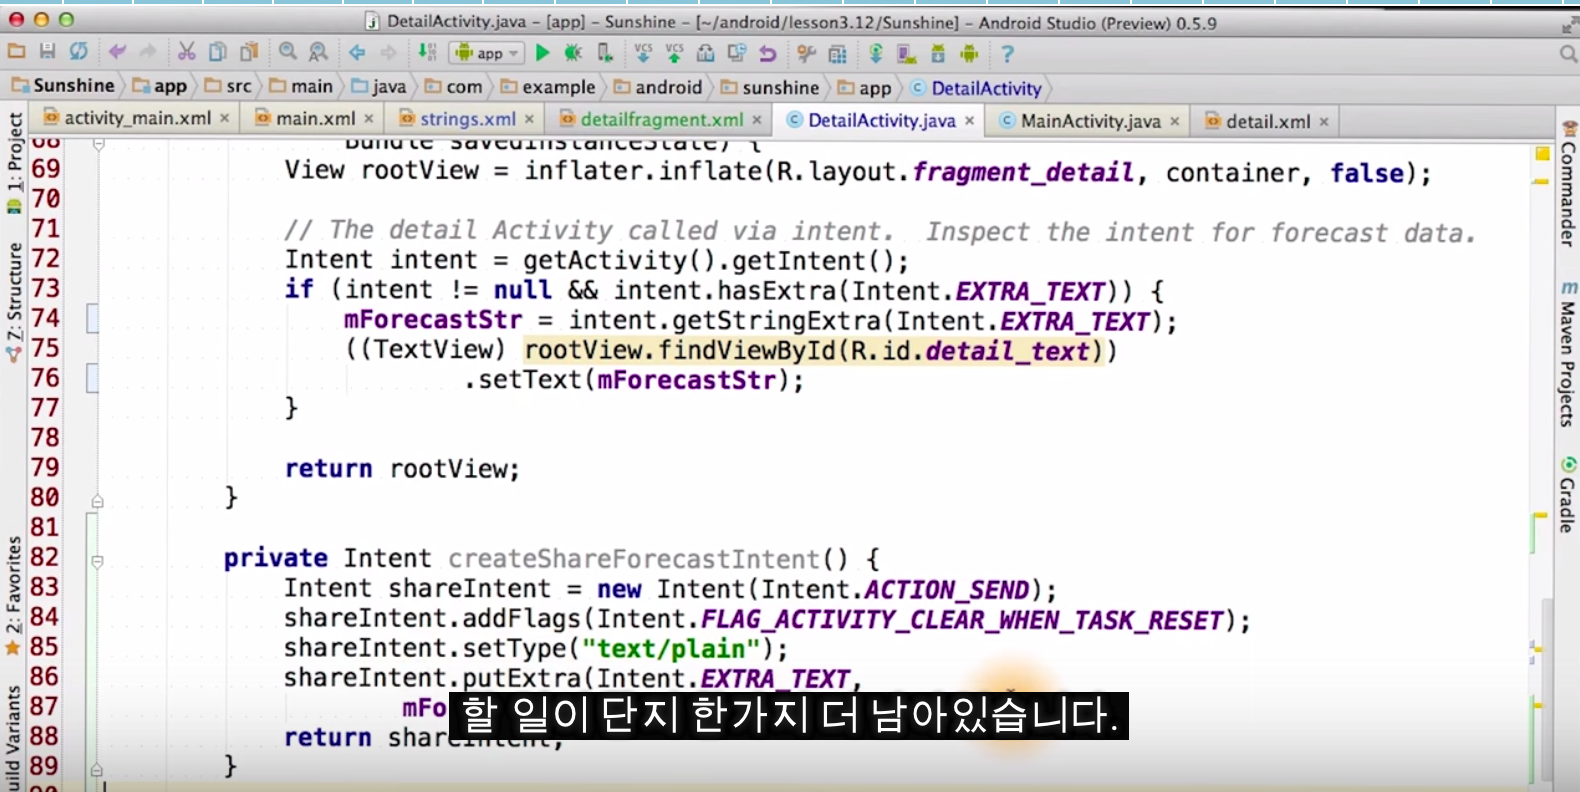 DetailActivity.java - [app] - Sunshine - [~/android/lesson3.12/Sunshine] - Android Studio (Preview) 0.5.9
app
VCS VCS
?
Sunshine app src main java com example android sunshine app DetailActivity
activity_main.xml × main.xml × strings.xml × detailfragment.xml × DetailActivity.java × MainActivity.java × detail.xml ×
1: Project
Z: Structure
2: Favorites
Build Variants
Commander
m Maven Projects
Gradle
68 Bundle savedInstanceState) {
69 View rootView = inflater.inflate(R.layout.fragment_detail, container, false);
70
71 // The detail Activity called via intent.  Inspect the intent for forecast data.
72 Intent intent = getActivity().getIntent();
73 if (intent != null && intent.hasExtra(Intent.EXTRA_TEXT)) {
74 mForecastStr = intent.getStringExtra(Intent.EXTRA_TEXT);
75 ((TextView) rootView.findViewById(R.id.detail_text))
76 .setText(mForecastStr);
77 }
78
79 return rootView;
80 }
81
82 private Intent createShareForecastIntent() {
83 Intent shareIntent = new Intent(Intent.ACTION_SEND);
84 shareIntent.addFlags(Intent.FLAG_ACTIVITY_CLEAR_WHEN_TASK_RESET);
85 shareIntent.setType("text/plain");
86 shareIntent.putExtra(Intent.EXTRA_TEXT,
87 mFo
할 일이 단지 한가지 더 남아있습니다.
88 return shareIntent;
89 }
90